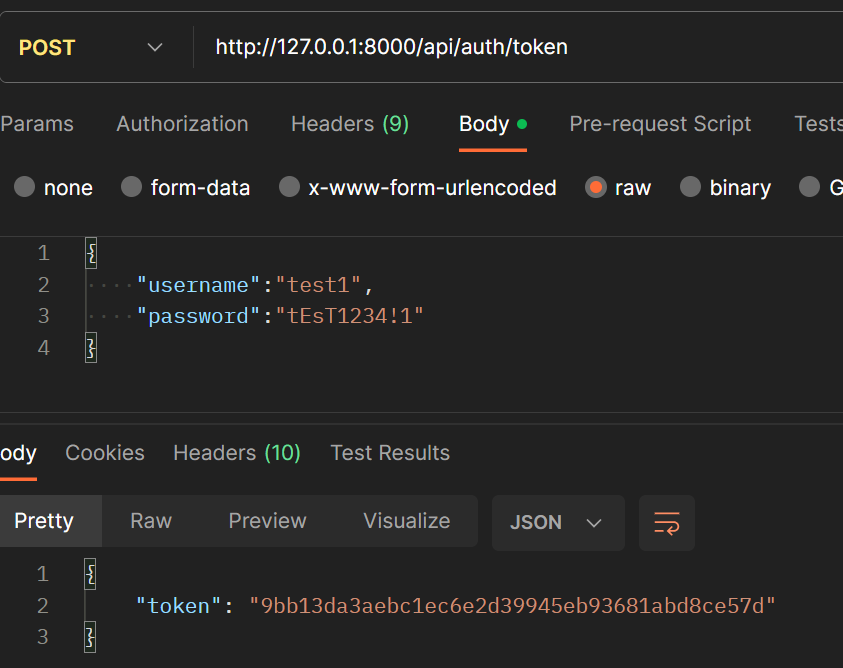 POST http://127.0.0.1:8000/api/auth/token
Params Authorization Headers (9) Body Pre-request Script Tests
none form-data x-www-form-urlencoded raw binary G
1 {
2 "username":"test1",
3 "password":"tEsT1234!1"
4 }
ody Cookies Headers (10) Test Results
Pretty Raw Preview Visualize JSON
1 {
2 "token": "9bb13da3aebc1ec6e2d39945eb93681abd8ce57d"
3 }